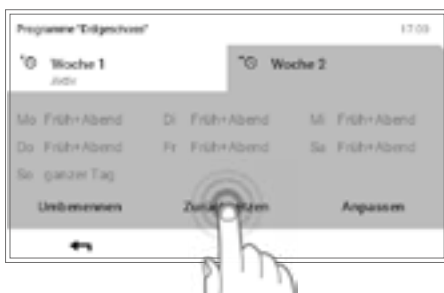 Programme "Erdgeschoss" 17:03
Woche 1 Woche 2
Aktiv
Mo Früh+Abend Di Früh+Abend Mi Früh+Abend
Do Früh+Abend Fr Früh+Abend Sa Früh+Abend
So ganzer Tag
Umbenennen Zurücksetzen Anpassen